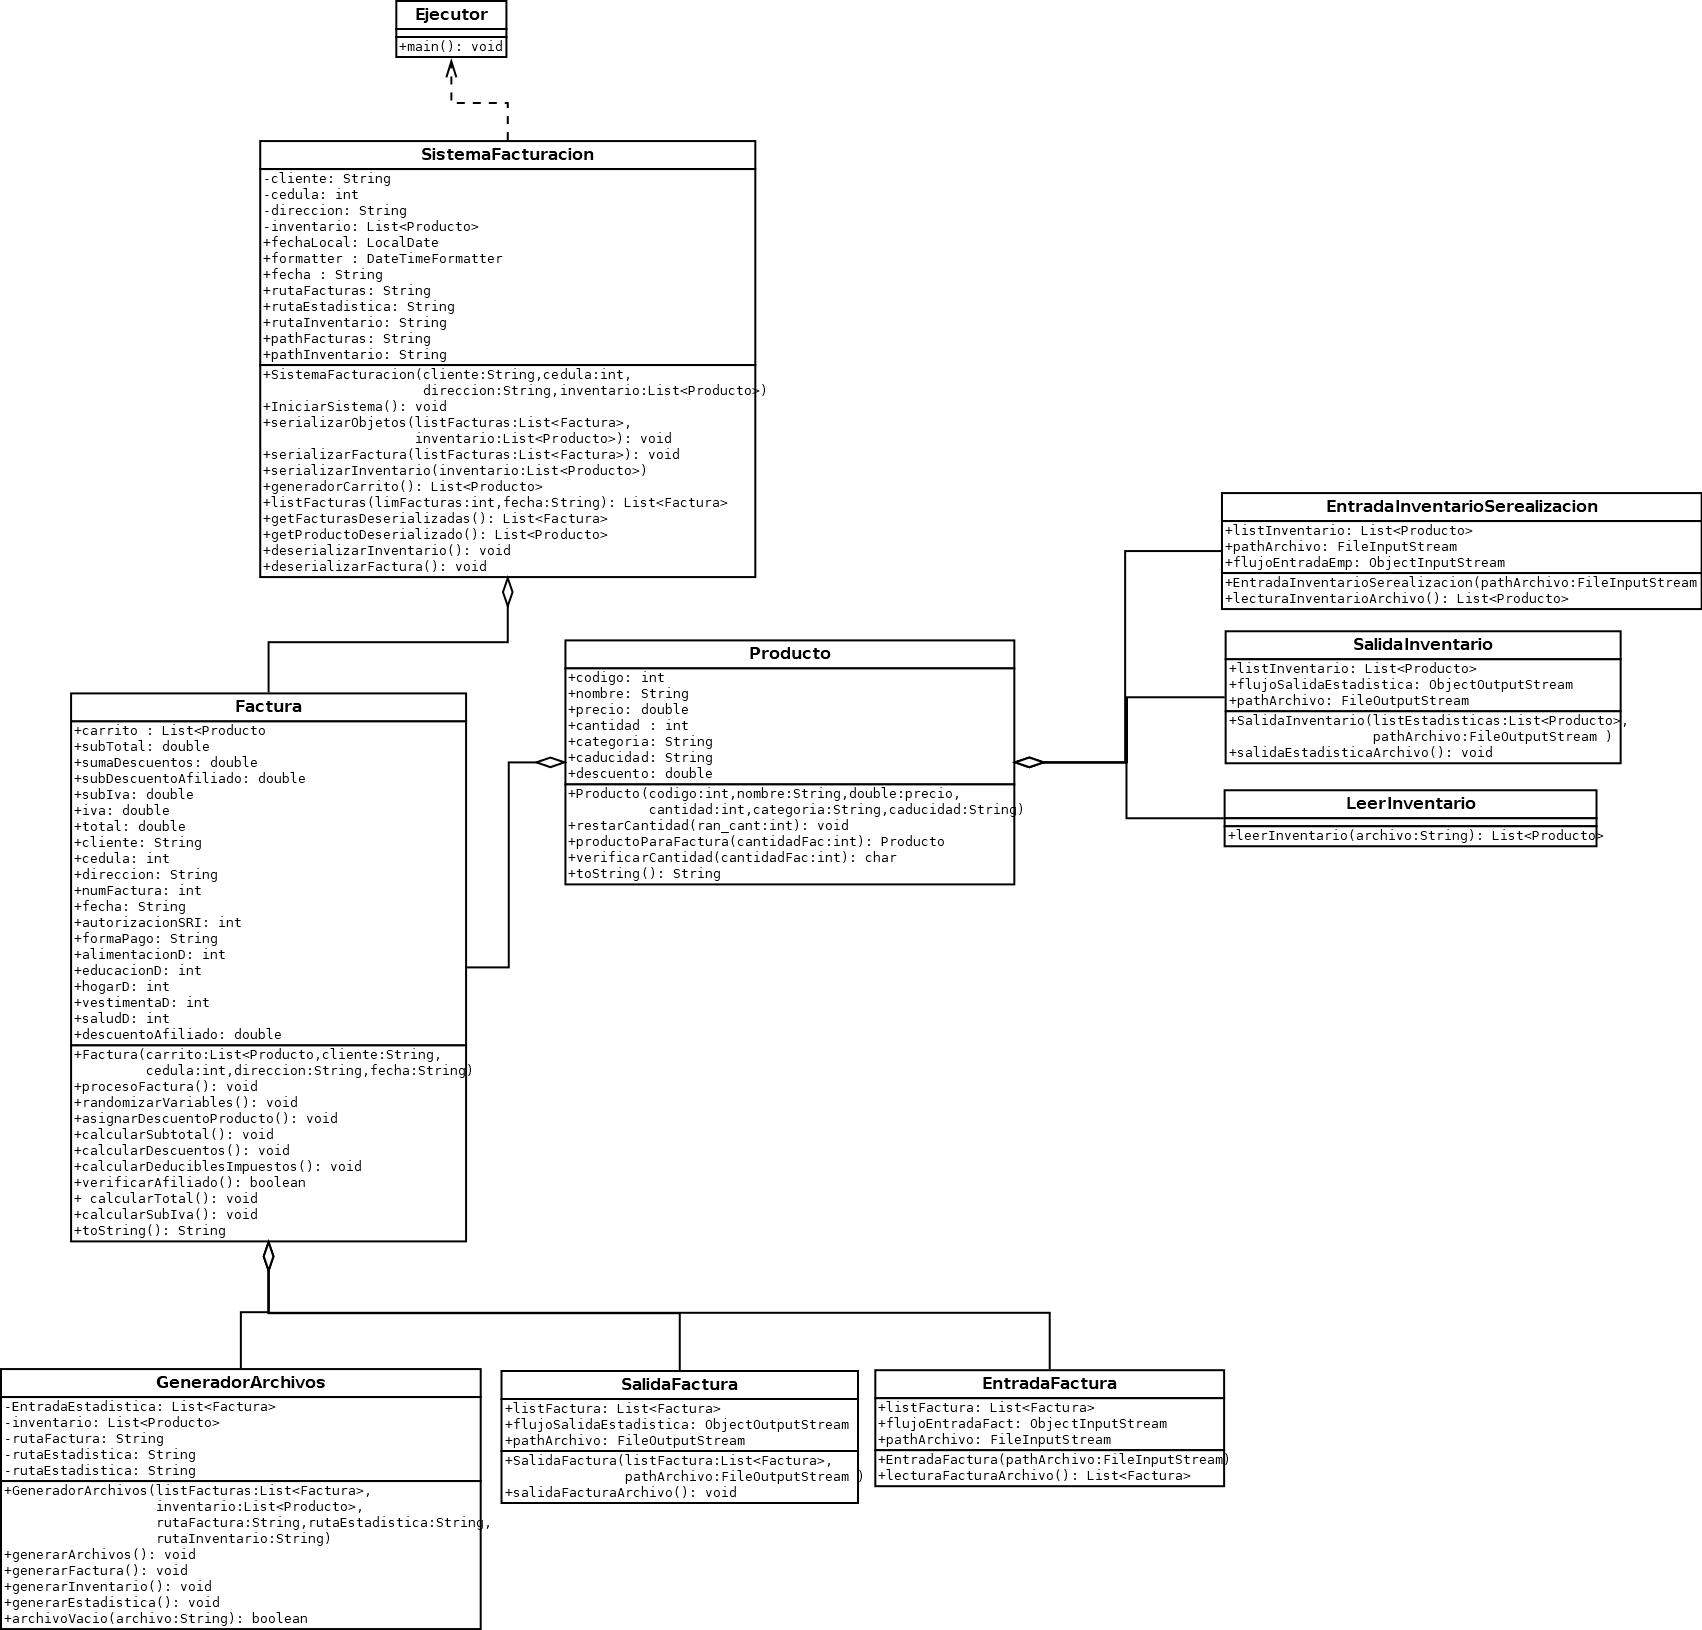 Ejecutor
+main(): void
SistemaFacturacion
-cliente: String
-cedula: int
-direccion: String
-inventario: List<Producto>
+fechaLocal: LocalDate
+formatter : DateTimeFormatter
+fecha : String
+rutaFacturas: String
+rutaEstadistica: String
+rutaInventario: String
+pathFacturas: String
+pathInventario: String
+SistemaFacturacion(cliente:String,cedula:int,
direccion:String,inventario:List<Producto>)
+IniciarSistema(): void
+serializarObjetos(listFacturas:List<Factura>,
inventario:List<Producto>): void
+serializarFactura(listFacturas:List<Factura>): void
+serializarInventario(inventario:List<Producto>)
+generadorCarrito(): List<Producto>
+listFacturas(limFacturas:int,fecha:String): List<Factura>
+getFacturasDeserializadas(): List<Factura>
+getProductoDeserializado(): List<Producto>
+deserializarInventario(): void
+deserializarFactura(): void
EntradaInventarioSerealizacion
+listInventario: List<Producto>
+pathArchivo: FileInputStream
+flujoEntradaEmp: ObjectInputStream
+EntradaInventarioSerealizacion(pathArchivo:FileInputStream
+lecturaInventarioArchivo(): List<Producto>
SalidaInventario
+listInventario: List<Producto>
+flujoSalidaEstadistica: ObjectOutputStream
+pathArchivo: FileOutputStream
+SalidaInventario(listEstadisticas:List<Producto>,
pathArchivo:FileOutputStream )
+salidaEstadisticaArchivo(): void
LeerInventario
+leerInventario(archivo:String): List<Producto>
Producto
+codigo: int
+nombre: String
+precio: double
+cantidad : int
+categoria: String
+caducidad: String
+descuento: double
+Producto(codigo:int,nombre:String,double:precio,
cantidad:int,categoria:String,caducidad:String)
+restarCantidad(ran_cant:int): void
+productoParaFactura(cantidadFac:int): Producto
+verificarCantidad(cantidadFac:int): char
+toString(): String
Factura
+carrito : List<Producto
+subTotal: double
+sumaDescuentos: double
+subDescuentoAfiliado: double
+subIva: double
+iva: double
+total: double
+cliente: String
+cedula: int
+direccion: String
+numFactura: int
+fecha: String
+autorizacionSRI: int
+formaPago: String
+alimentacionD: int
+educacionD: int
+hogarD: int
+vestimentaD: int
+saludD: int
+descuentoAfiliado: double
+Factura(carrito:List<Producto,cliente:String,
cedula:int,direccion:String,fecha:String)
+procesoFactura(): void
+randomizarVariables(): void
+asignarDescuentoProducto(): void
+calcularSubtotal(): void
+calcularDescuentos(): void
+calcularDeduciblesImpuestos(): void
+verificarAfiliado(): boolean
+ calcularTotal(): void
+calcularSubIva(): void
+toString(): String
GeneradorArchivos
-EntradaEstadistica: List<Factura>
-inventario: List<Producto>
-rutaFactura: String
-rutaEstadistica: String
-rutaEstadistica: String
+GeneradorArchivos(listFacturas:List<Factura>,
inventario:List<Producto>,
rutaFactura:String,rutaEstadistica:String,
rutaInventario:String)
+generarArchivos(): void
+generarFactura(): void
+generarInventario(): void
+generarEstadistica(): void
+archivoVacio(archivo:String): boolean
SalidaFactura
+listFactura: List<Factura>
+flujoSalidaEstadistica: ObjectOutputStream
+pathArchivo: FileOutputStream
+SalidaFactura(listFactura:List<Factura>,
pathArchivo:FileOutputStream )
+salidaFacturaArchivo(): void
EntradaFactura
+listFactura: List<Factura>
+flujoEntradaFact: ObjectInputStream
+pathArchivo: FileInputStream
+EntradaFactura(pathArchivo:FileInputStream)
+lecturaFacturaArchivo(): List<Factura>